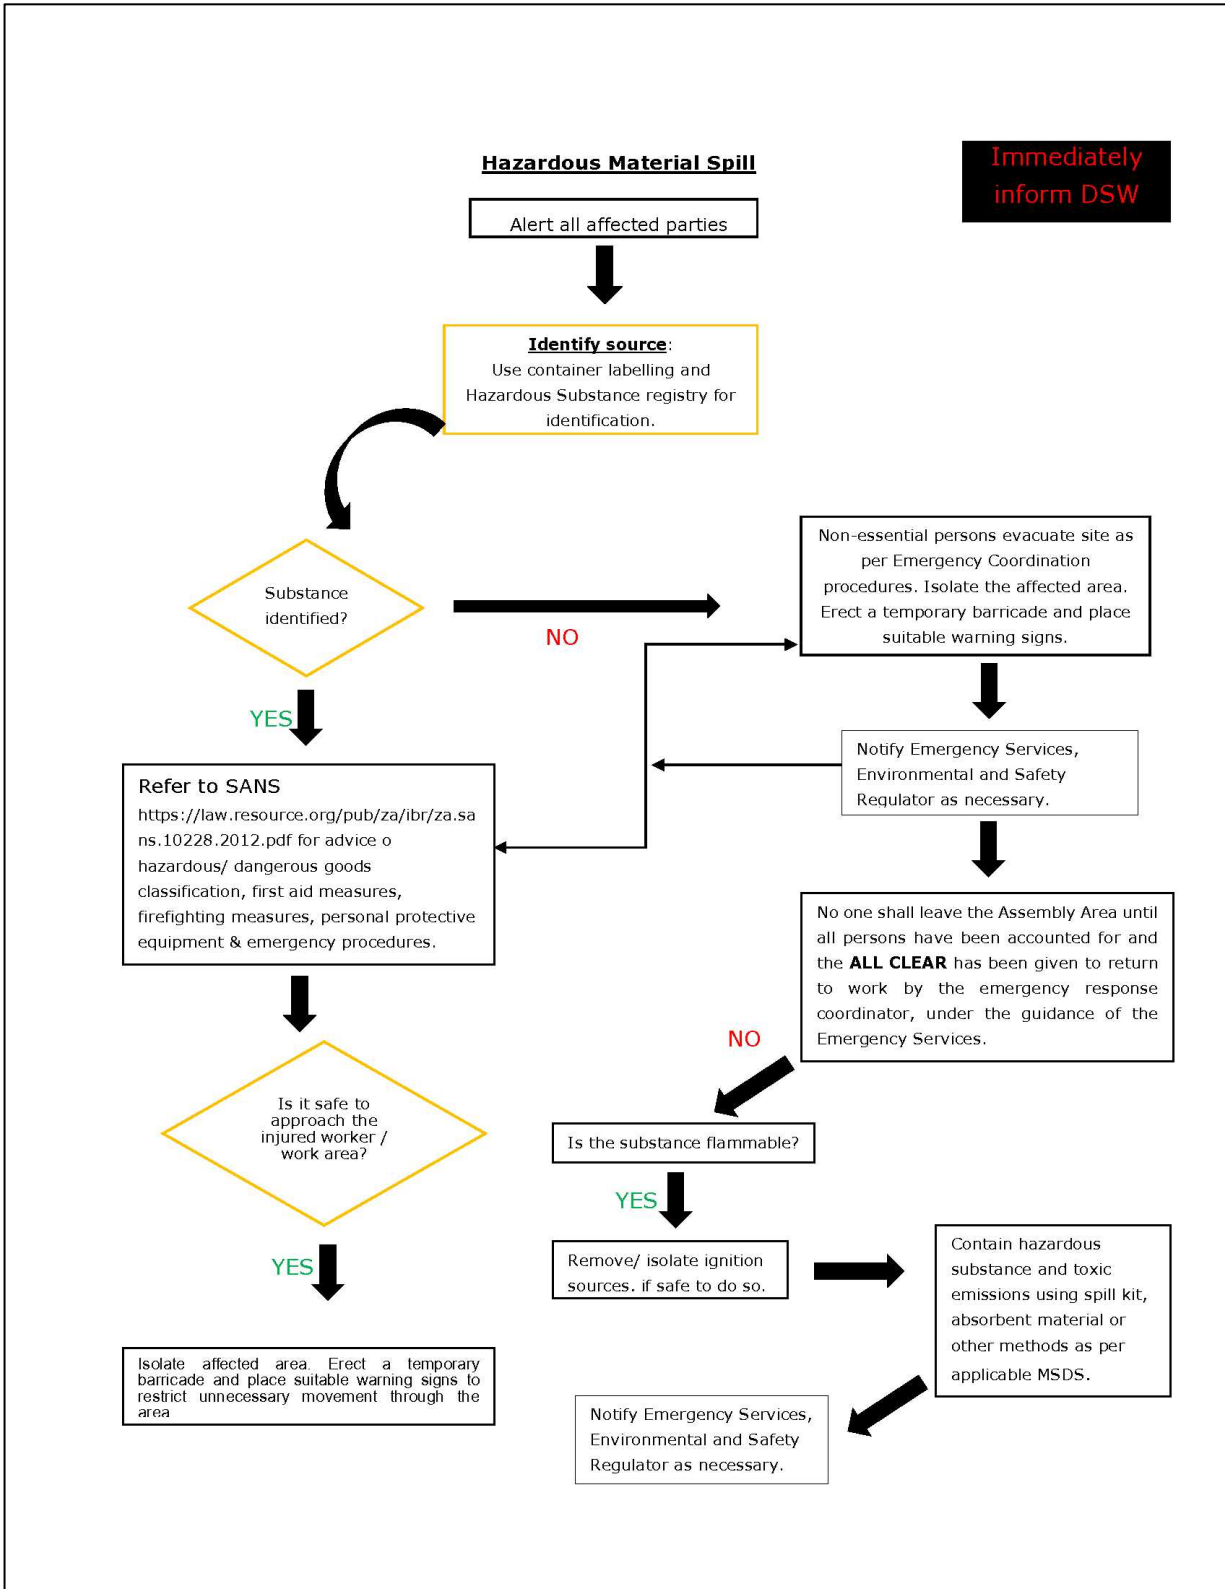 Hazardous Material Spill
Immediately
inform DSW
Alert all affected parties
Identify source:
Use container labelling and
Hazardous Substance registry for
identification.
Substance
identified?
NO
YES
Non-essential persons evacuate site as
per Emergency Coordination
procedures. Isolate the affected area.
Erect a temporary barricade and place
suitable warning signs.
Notify Emergency Services,
Environmental and Safety
Regulator as necessary.
Refer to SANS
https://law.resource.org/pub/za/ibr/za.sa
ns.10228.2012.pdf for advice o
hazardous/ dangerous goods
classification, first aid measures,
firefighting measures, personal protective
equipment & emergency procedures.
No one shall leave the Assembly Area until
all persons have been accounted for and
the ALL CLEAR has been given to return
to work by the emergency response
coordinator, under the guidance of the
Emergency Services.
NO
Is it safe to
approach the
injured worker /
work area?
Is the substance flammable?
YES
YES
Remove/ isolate ignition
sources. if safe to do so.
Contain hazardous
substance and toxic
emissions using spill kit,
absorbent material or
other methods as per
applicable MSDS.
Isolate affected area. Erect a temporary
barricade and place suitable warning signs to
restrict unnecessary movement through the
area
Notify Emergency Services,
Environmental and Safety
Regulator as necessary.